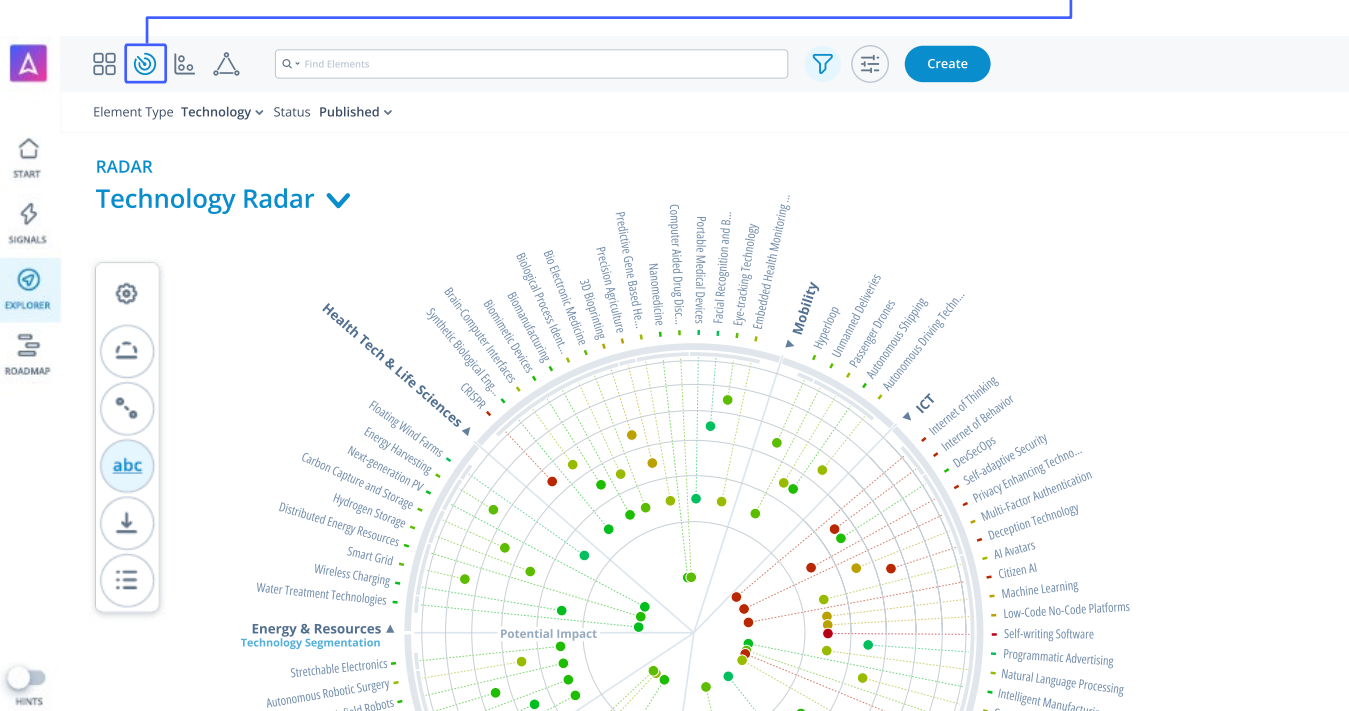 Find Elements
Create
Element Type Technology Status Published
START
SIGNALS
EXPLORER
ROADMAP
HINTS
RADAR
Technology Radar
abc
Potential Impact
Energy & Resources
Technology Segmentation
Water Treatment Technologies
Wireless Charging
Smart Grid
Distributed Energy Resources
Hydrogen Storage
Carbon Capture and Storage
Next-generation PV
Energy Harvesting
Floating Wind Farms
Health Tech & Life Sciences
CRISPR
Synthetic Biological Eng...
Brain-Computer Interfaces
Biomimetic Devices
Biomanufacturing
Biological Process Ident...
Bio Electronic Medicine
3D Bioprinting
Precision Agriculture
Predictive Gene Based He...
Nanomedicine
Computer Aided Drug Disc...
Portable Medical Devices
Facial Recognition and B...
Eye-tracking Technology
Embedded Health Monitoring ...
Mobility
Hyperloop
Unmanned Deliveries
Passenger Drones
Autonomous Shipping
Autonomous Driving Techn...
ICT
Internet of Thinking
Internet of Behavior
DevSecOps
Self-adaptive Security
Privacy Enhancing Techno...
Multi-Factor Authentication
Deception Technology
AI Avatars
Citizen AI
Machine Learning
Low-Code No-Code Platforms
Self-writing Software
Programmatic Advertising
Natural Language Processing
Intelligent Manufacturi
Stretchable Electronics
Autonomous Robotic Surgery
field Robots